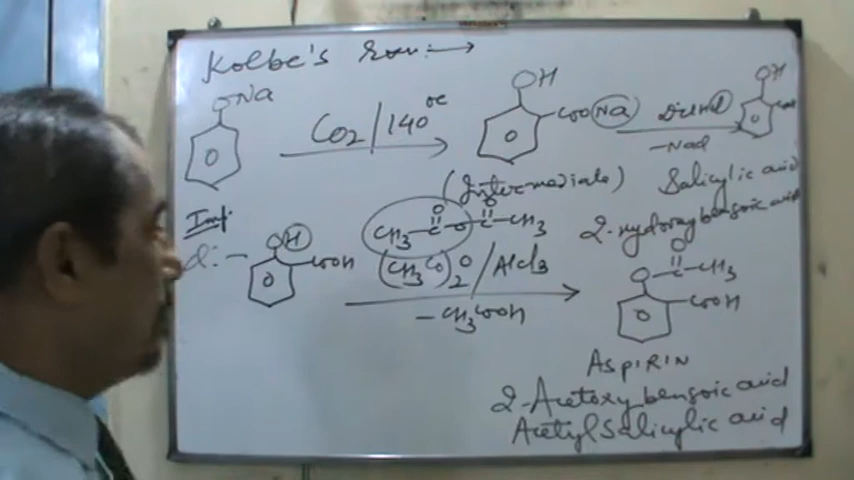 Kolbe's rxn:→
ONa
CO2/140°C
OH
COONa
Dil HCl
-NaCl
OH
COOH
(Intermediate)
Salicylic acid
2-Hydroxy benzoic acid
Imp
OH
COOH
CH3-C-O-C-CH3
O O
(CH3CO)2O/AlCl3
-CH3COOH
O
O-C-CH3
COOH
ASPIRIN
2-Acetoxy benzoic acid
Acetyl Salicylic acid